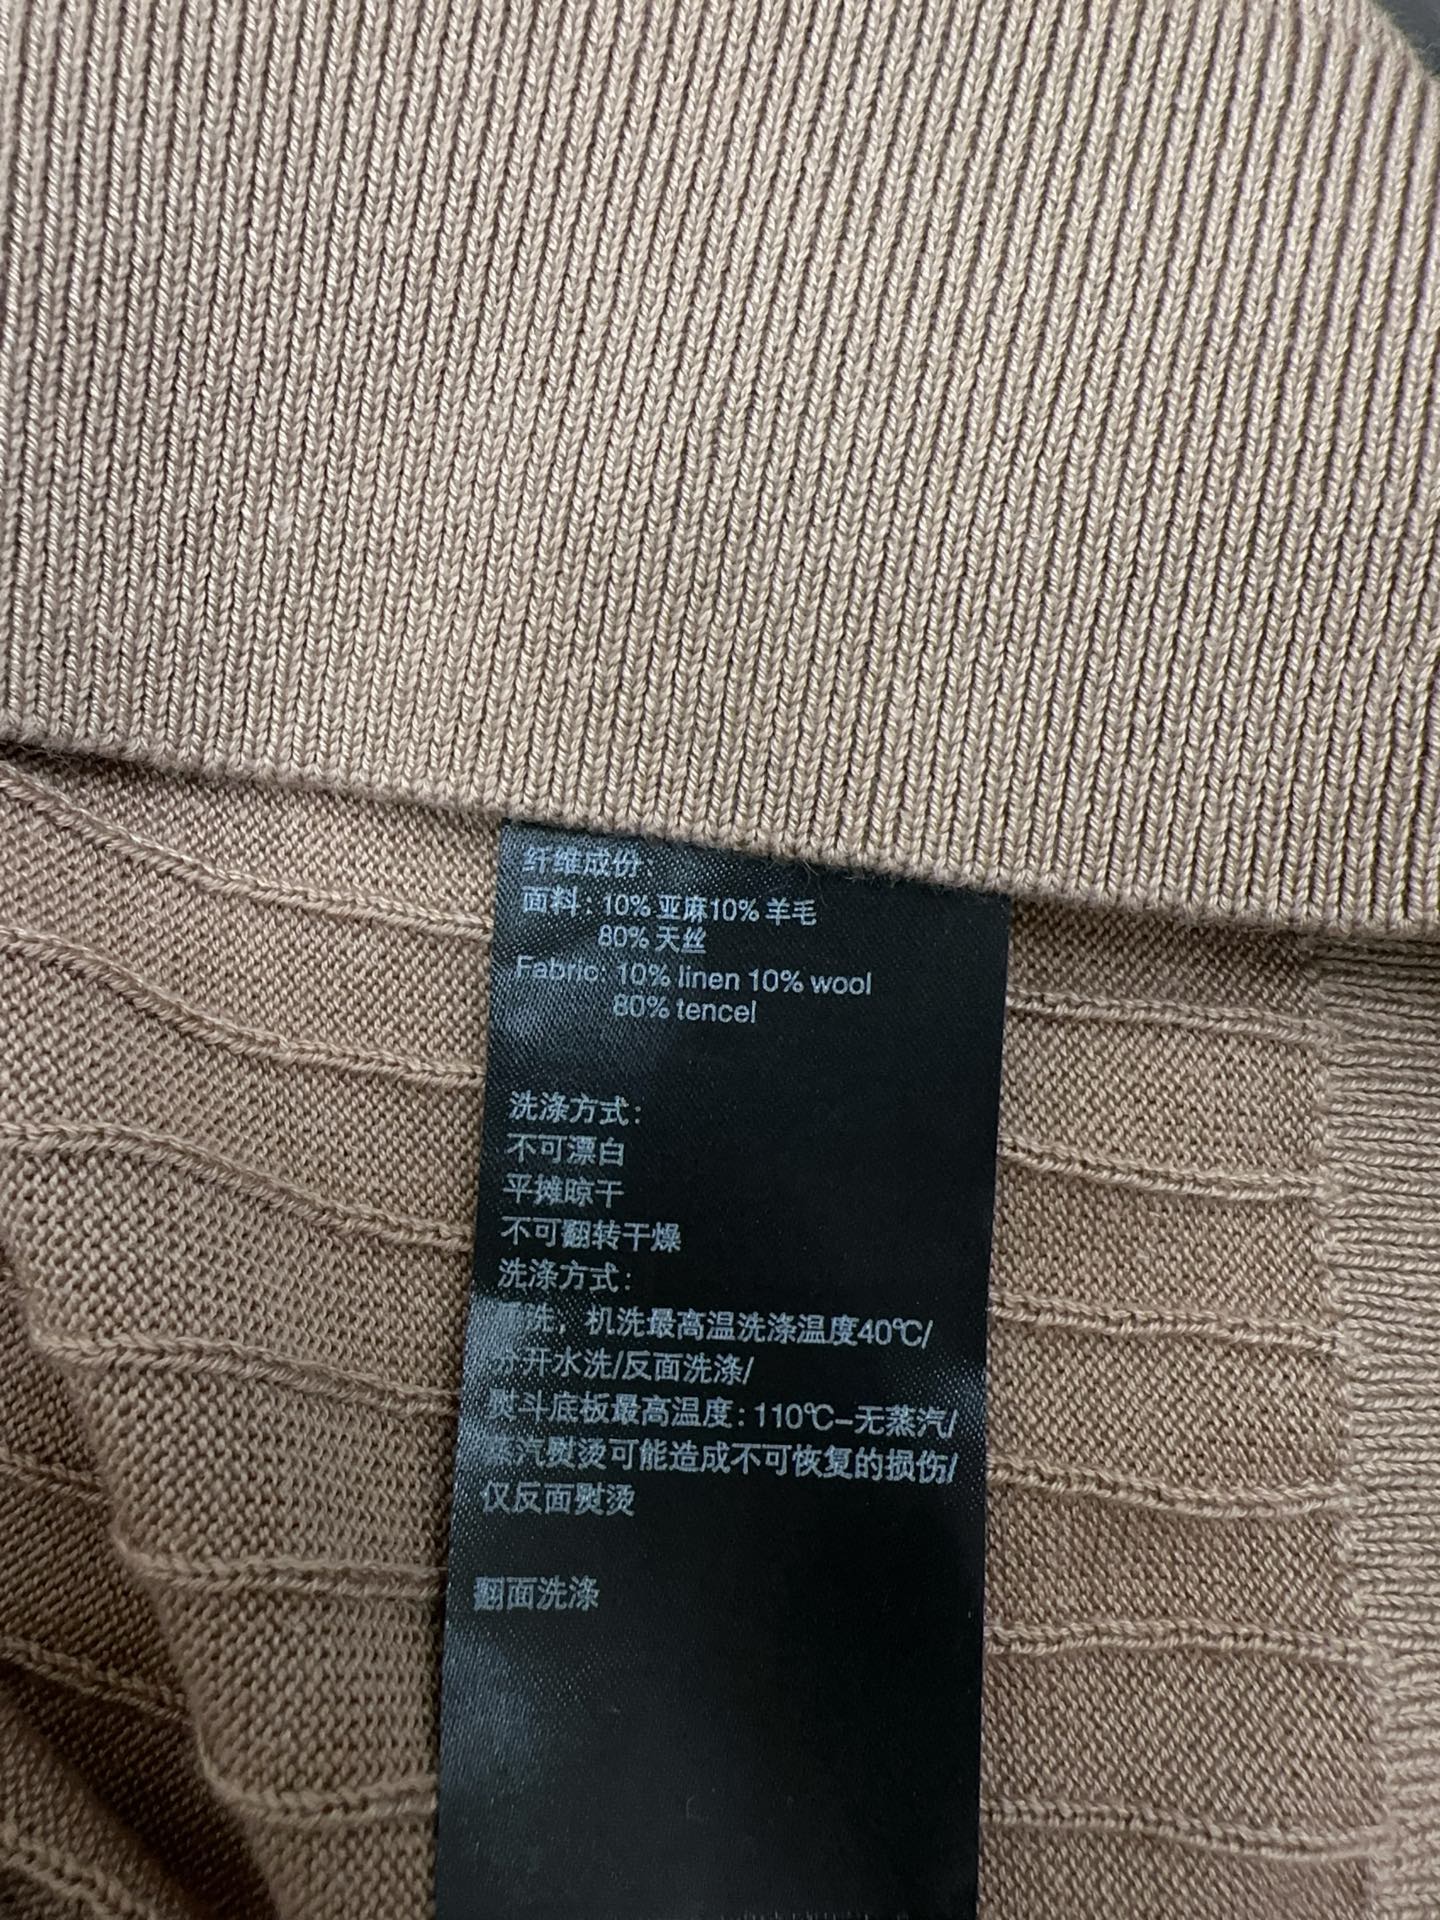 纤维成份:
面料: 10% 亚麻10% 羊毛
80% 天丝
Fabric: 10% linen 10% wool
80% tencel
洗涤方式:
不可漂白
平摊晾干
不可翻转干燥
洗涤方式:
洗, 机洗最高温洗涤温度40℃/
分开水洗/反面洗涤/
熨斗底板最高温度: 110℃-无蒸汽/
蒸汽熨烫可能造成不可恢复的损伤/
仅反面熨烫
翻面洗涤